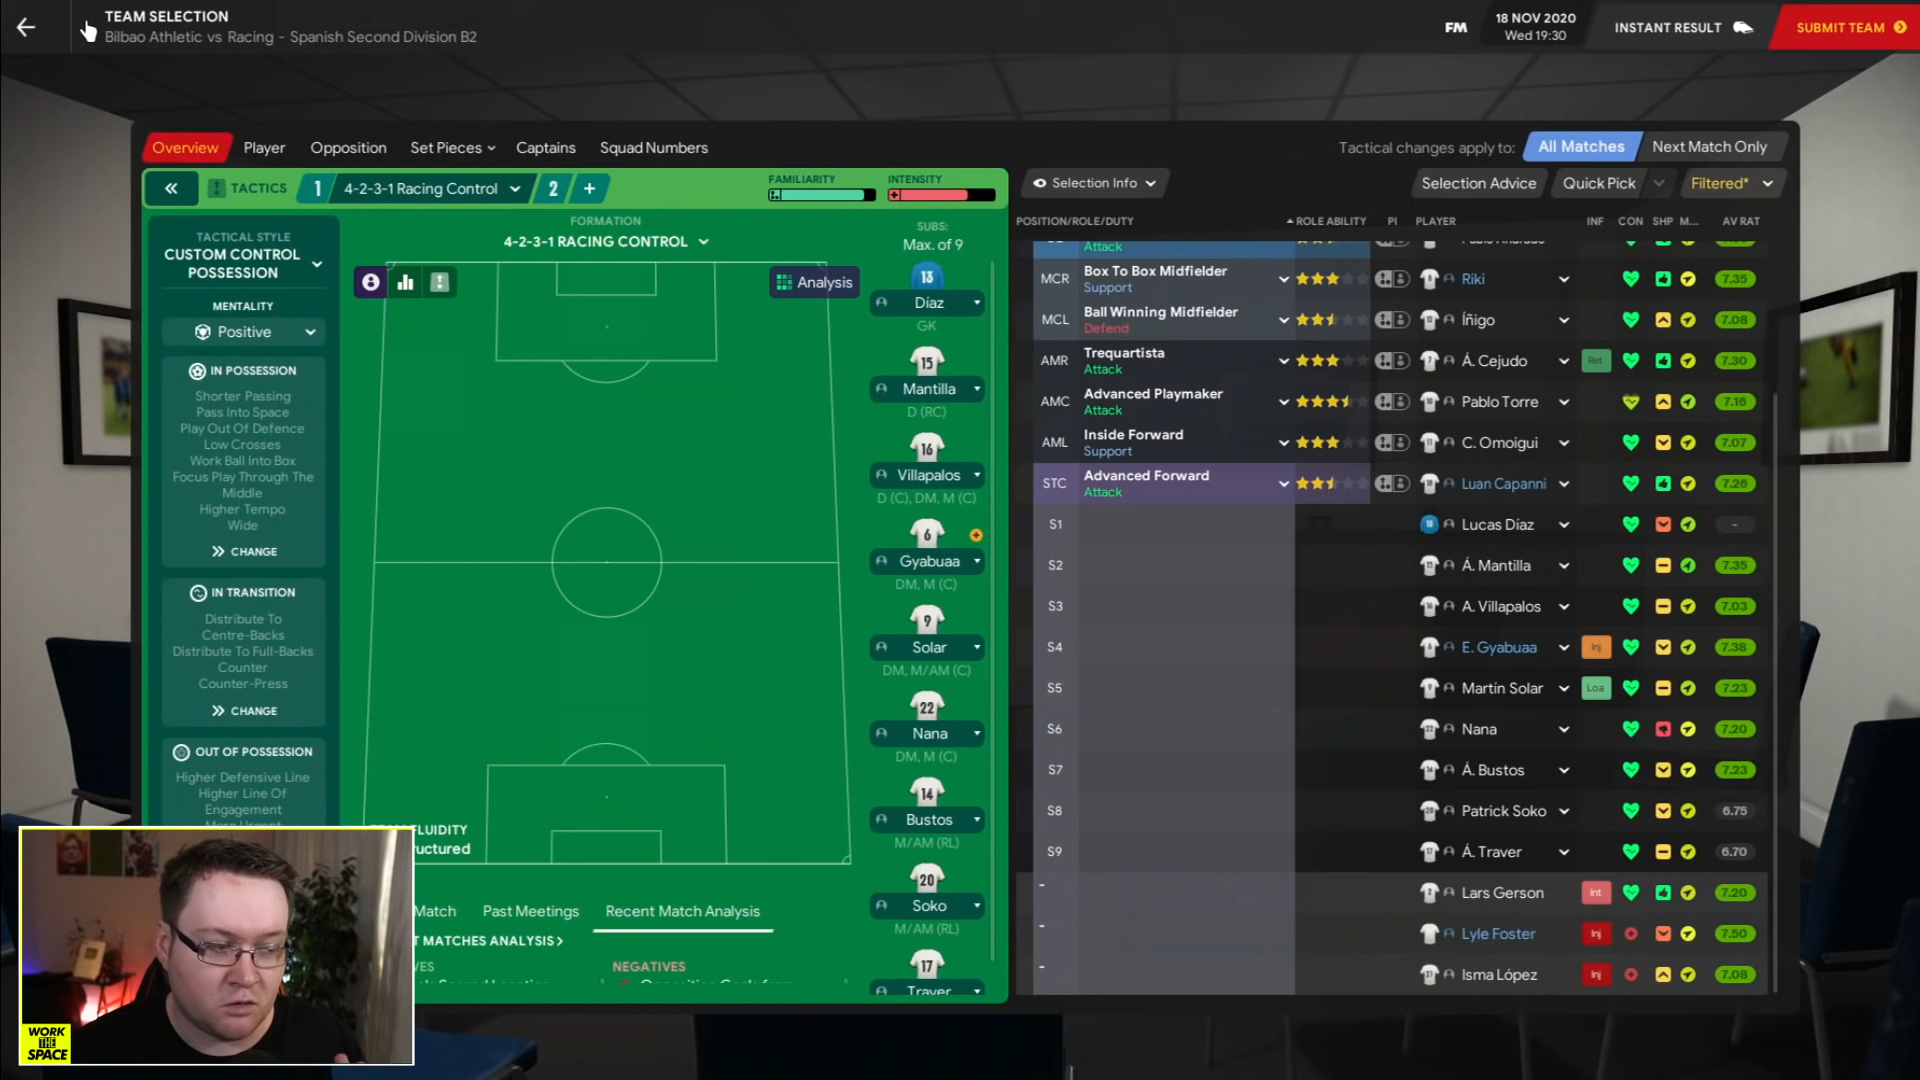 TEAM SELECTION
Bilbao Athletic vs Racing - Spanish Second Division B2
FM
18 NOV 2020
Wed 19:30
INSTANT RESULT
SUBMIT TEAM
Overview
Player
Opposition
Set Pieces
Captains
Squad Numbers
Tactical changes apply to:
All Matches
Next Match Only
TACTICS
1
4-2-3-1 Racing Control
2
+
FAMILIARITY
INTENSITY
Selection Info
Selection Advice
Quick Pick
Filtered*
TACTICAL STYLE
CUSTOM CONTROL
POSSESSION
MENTALITY
Positive
IN POSSESSION
Shorter Passing
Pass Into Space
Play Out Of Defence
Low Crosses
Work Ball Into Box
Focus Play Through The
Middle
Higher Tempo
Wide
CHANGE
IN TRANSITION
Distribute To
Centre-Backs
Distribute To Full-Backs
Counter
Counter-Press
CHANGE
OUT OF POSSESSION
Higher Defensive Line
Higher Line Of
Engagement
FORMATION
4-2-3-1 RACING CONTROL
Analysis
FLUIDITY
Match
Past Meetings
Recent Match Analysis
MATCHES ANALYSIS
NEGATIVES
SUBS:
Max. of 9
13
Díaz
GK
15
Mantilla
D (RC)
16
Villapalos
D (C), DM, M (C)
6
Gyabuaa
DM, M (C)
9
Solar
DM, M/AM (C)
22
Nana
DM, M (C)
14
Bustos
M/AM (RL)
20
Soko
M/AM (RL)
17
Traver
POSITION/ROLE/DUTY ROLE ABILITY PI PLAYER INF CON SHP M... AV RAT
Attack
MCR Box To Box Midfielder Support Riki 7.35
MCL Ball Winning Midfielder Defend Íñigo 7.08
AMR Trequartista Attack Á. Cejudo Ret 7.30
AMC Advanced Playmaker Attack Pablo Torre 7.16
AML Inside Forward Support C. Omoigui 7.07
STC Advanced Forward Attack Luan Capanni 7.26
S1 Lucas Díaz -
S2 Á. Mantilla 7.35
S3 A. Villapalos 7.03
S4 E. Gyabuaa Inj 7.38
S5 Martín Solar Loa 7.23
S6 Nana 7.20
S7 Á. Bustos 7.23
S8 Patrick Soko 6.75
S9 Á. Traver 6.70
- Lars Gerson Int 7.20
- Lyle Foster Inj 7.50
- Isma López Inj 7.08
WORK
THE
SPACE